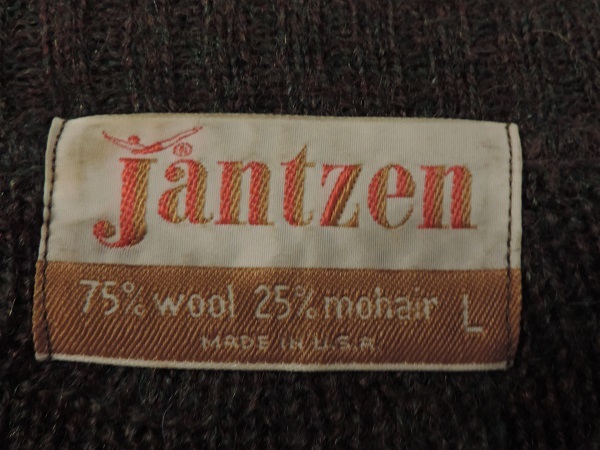 jantzen ®
75% wool 25% mohair L
MADE IN U.S.A